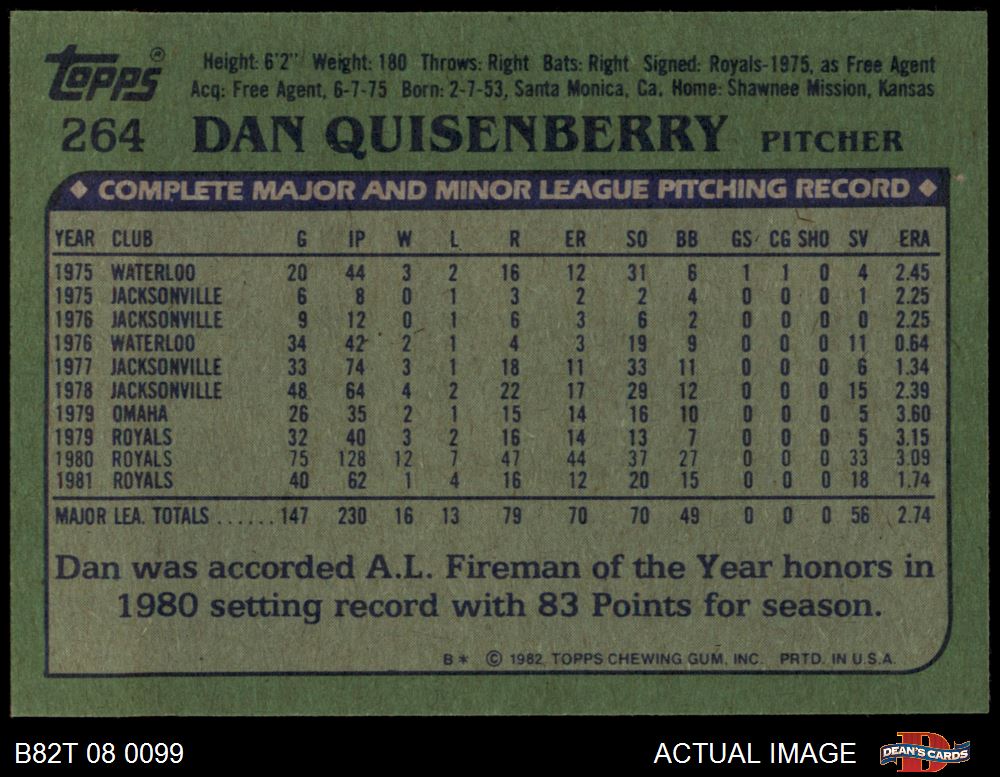 TOPPS®
Height: 6'2" Weight: 180 Throws: Right Bats: Right Signed: Royals-1975, as Free Agent
Acq: Free Agent, 6-7-75 Born: 2-7-53, Santa Monica, Ca. Home: Shawnee Mission, Kansas
264 DAN QUISENBERRY PITCHER
♦ COMPLETE MAJOR AND MINOR LEAGUE PITCHING RECORD ♦
YEAR CLUB G IP W L R ER SO BB GS CG SHO SV ERA
1975 WATERLOO 20 44 3 2 16 12 31 6 1 1 0 4 2.45
1975 JACKSONVILLE 6 8 0 1 3 2 2 4 0 0 0 1 2.25
1976 JACKSONVILLE 9 12 0 1 6 3 6 2 0 0 0 0 2.25
1976 WATERLOO 34 42 2 1 4 3 19 9 0 0 0 11 0.64
1977 JACKSONVILLE 33 74 3 1 18 11 33 11 0 0 0 6 1.34
1978 JACKSONVILLE 48 64 4 2 22 17 29 12 0 0 0 15 2.39
1979 OMAHA 26 35 2 1 15 14 16 10 0 0 0 5 3.60
1979 ROYALS 32 40 3 2 16 14 13 7 0 0 0 5 3.15
1980 ROYALS 75 128 12 7 47 44 37 27 0 0 0 33 3.09
1981 ROYALS 40 62 1 4 16 12 20 15 0 0 0 18 1.74
MAJOR LEA. TOTALS ...... 147 230 16 13 79 70 70 49 0 0 0 56 2.74
Dan was accorded A.L. Fireman of the Year honors in
1980 setting record with 83 Points for season.
B* © 1982 TOPPS CHEWING GUM, INC. PRTD. IN U.S.A.
B82T 08 0099 ACTUAL IMAGE DEAN'S CARDS